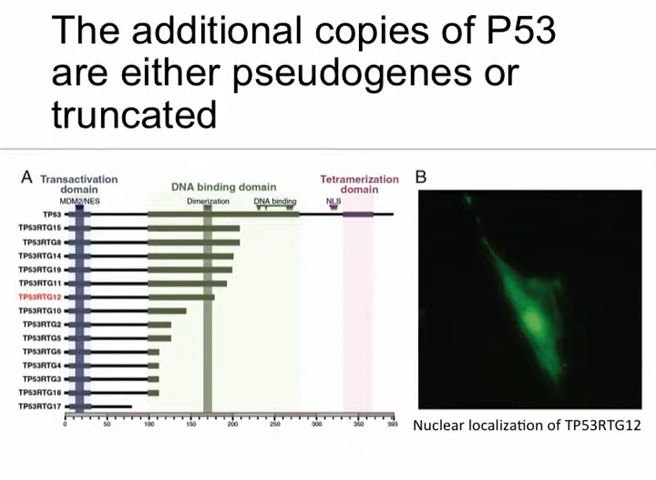 The additional copies of P53
are either pseudogenes or
truncated
A
Transactivation
domain
MDM2/NES
DNA binding domain
Dimerization
DNA binding
Tetramerization
domain
NLS
TP53
TP53RTG15
TP53RTG8
TP53RTG14
TP53RTG19
TP53RTG11
TP53RTG12
TP53RTG10
TP53RTG2
TP53RTG5
TP53RTG6
TP53RTG4
TP53RTG3
TP53RTG18
TP53RTG17
0 50 100 150 200 250 300 350 393
B
Nuclear localization of TP53RTG12